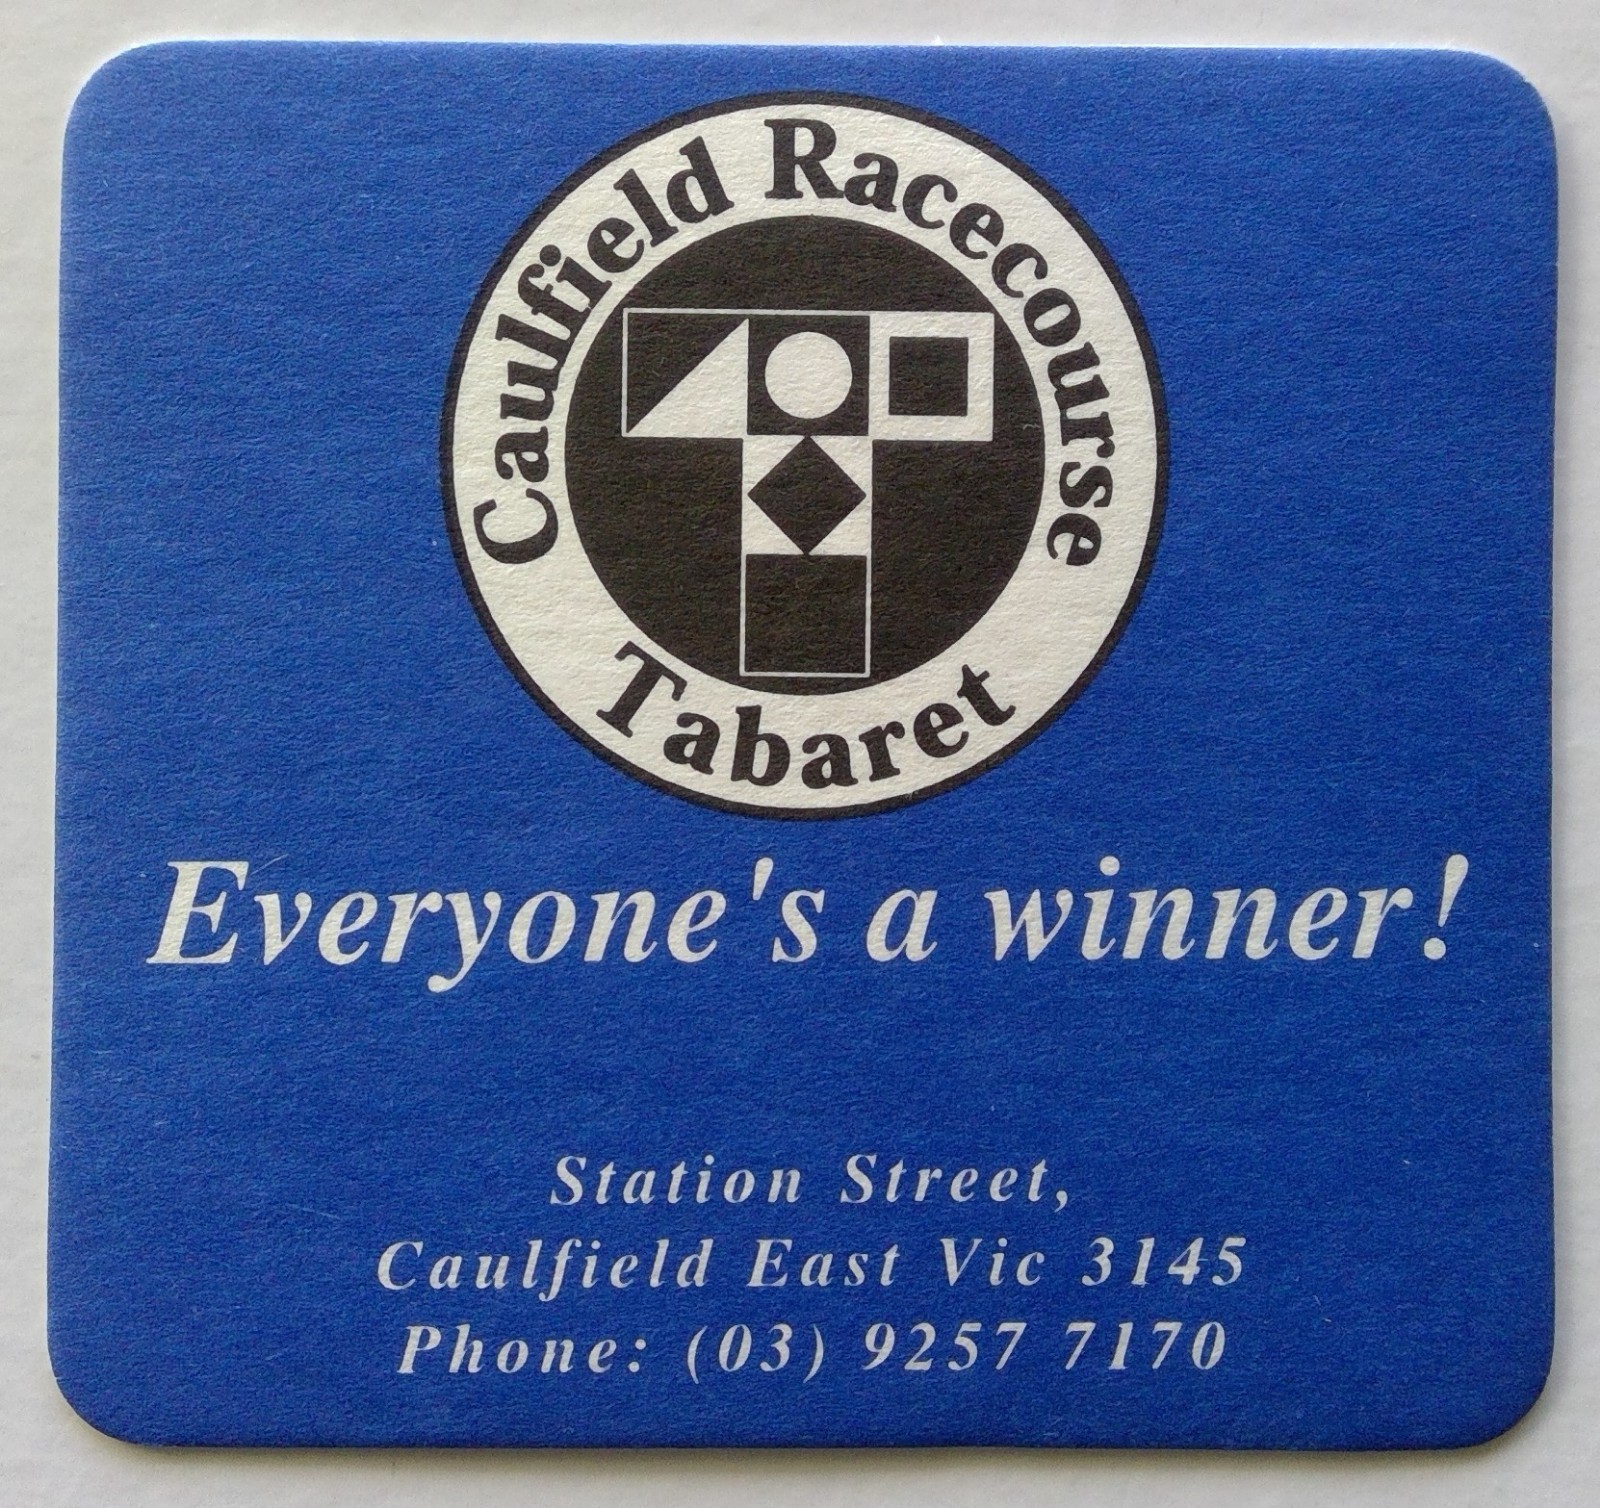 Caulfield Racecourse
Tabaret
Everyone's a winner!
Station Street,
Caulfield East Vic 3145
Phone: (03) 9257 7170